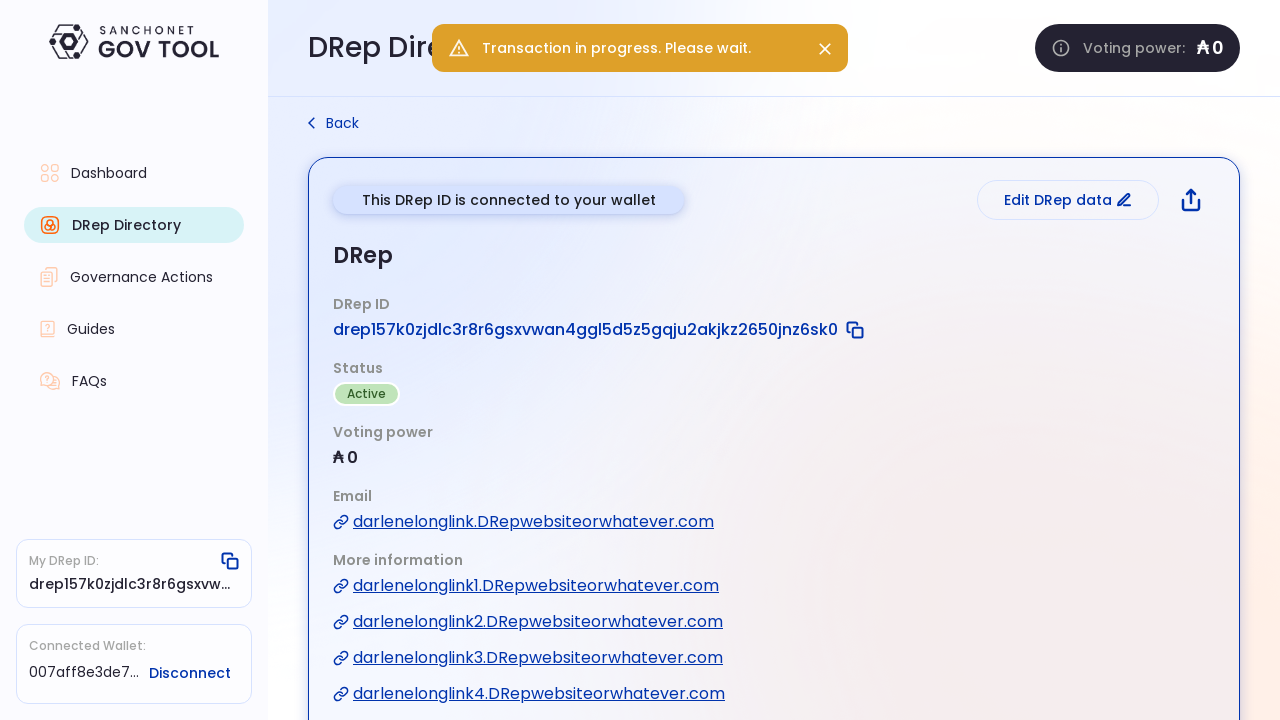 SANCHONET
GOV TOOL
DRep Dire
Transaction in progress. Please wait.
Voting power: ₳ 0
Back
Dashboard
DRep Directory
Governance Actions
Guides
FAQs
This DRep ID is connected to your wallet
Edit DRep data
DRep
DRep ID
drep157k0zjdlc3r8r6gsxvwan4ggl5d5z5gqju2akjkz2650jnz6sk0
Status
Active
Voting power
₳ 0
Email
darlenelonglink.DRepwebsiteorwhatever.com
More information
darlenelonglink1.DRepwebsiteorwhatever.com
darlenelonglink2.DRepwebsiteorwhatever.com
darlenelonglink3.DRepwebsiteorwhatever.com
darlenelonglink4.DRepwebsiteorwhatever.com
My DRep ID:
drep157k0zjdlc3r8r6gsxvw...
Connected Wallet:
007aff8e3de7... Disconnect